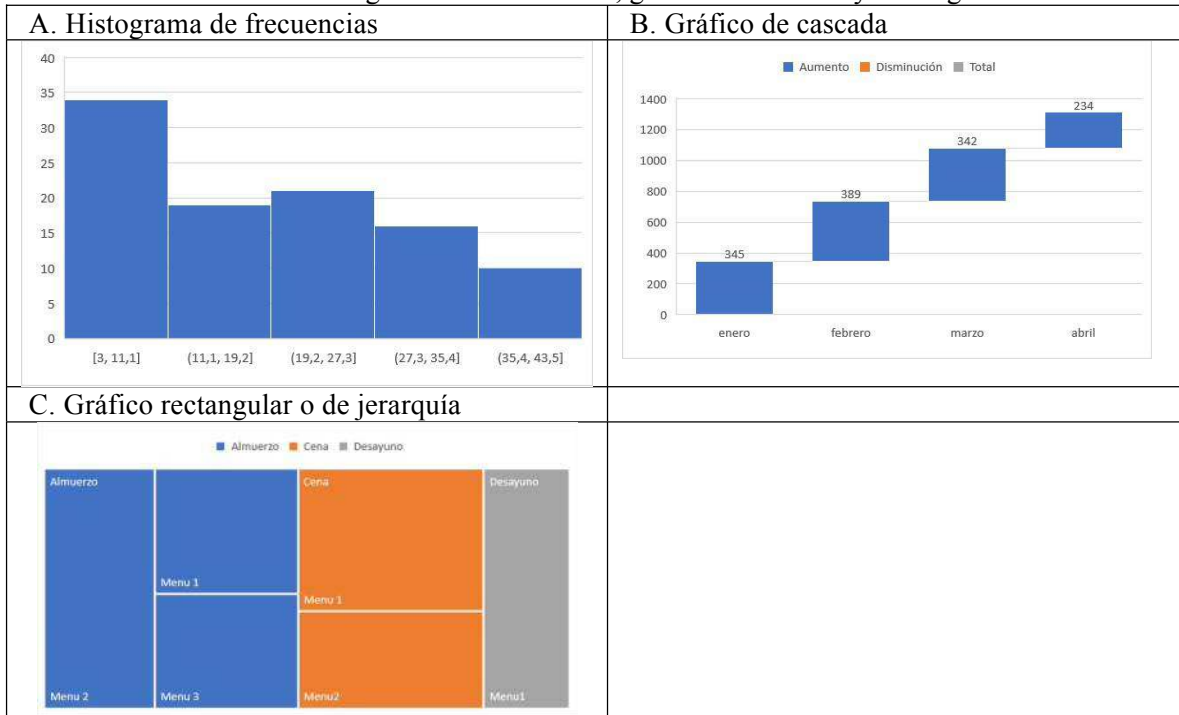 A. Histograma de frecuencias
B. Gráfico de cascada
40
35
30
25
20
15
10
5
0
[3, 11,1]
(11,1, 19,2]
(19,2, 27,3]
(27,3, 35,4]
(35,4, 43,5]
Aumento Disminución Total
1400
1200
1000
800
600
400
200
0
345
389
342
234
enero
febrero
marzo
abril
C. Gráfico rectangular o de jerarquía
Almuerzo Cena Desayuno
Almuerzo
Cena
Desayuno
Menu 1
Menu 1
Menu 2
Menu 3
Menu2
Menu1